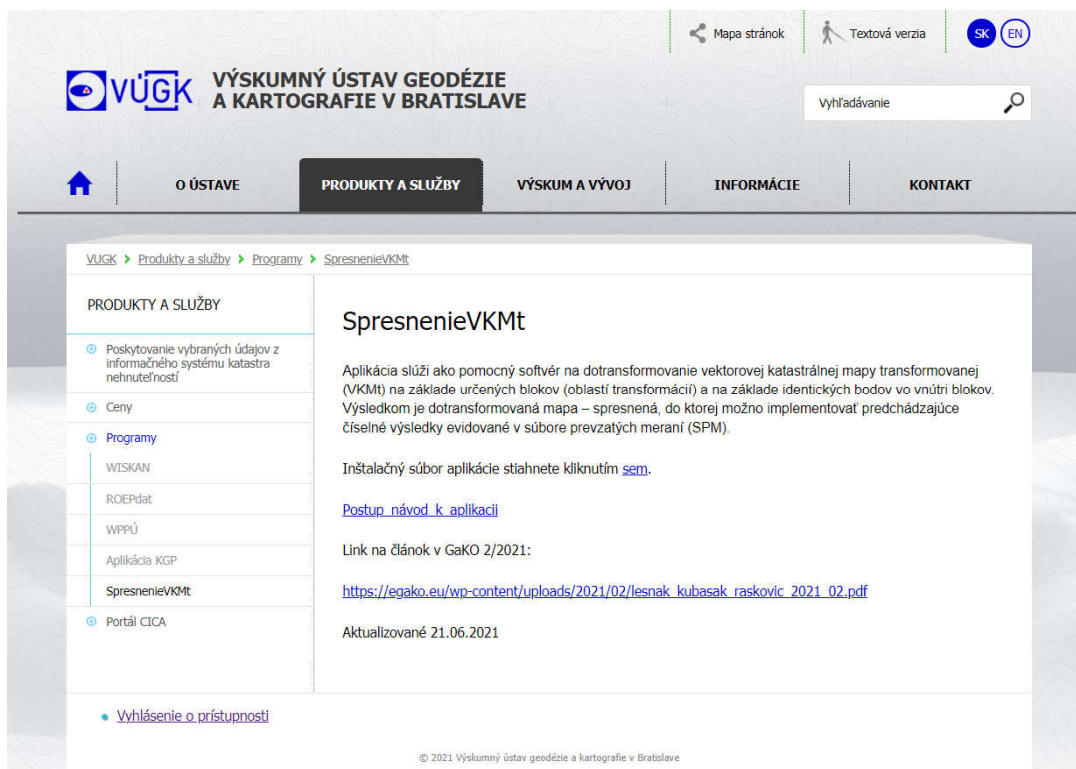 Mapa stránok
Textová verzia
SK
EN
VÚGK
VÝSKUMNÝ ÚSTAV GEODÉZIE
A KARTOGRAFIE V BRATISLAVE
Vyhľadávanie
O ÚSTAVE
PRODUKTY A SLUŽBY
VÝSKUM A VÝVOJ
INFORMÁCIE
KONTAKT
VUGK > Produkty a služby > Programy > SpresnenieVKMt
PRODUKTY A SLUŽBY
Poskytovanie vybraných údajov z
informačného systému katastra
nehnuteľností
Ceny
Programy
WISKAN
ROEPdat
WPPÚ
Aplikácia KGP
SpresnenieVKMt
Portál CICA
SpresnenieVKMt
Aplikácia slúži ako pomocný softvér na dotransformovanie vektorovej katastrálnej mapy transformovanej
(VKMt) na základe určených blokov (oblastí transformácií) a na základe identických bodov vo vnútri blokov.
Výsledkom je dotransformovaná mapa – spresnená, do ktorej možno implementovať predchádzajúce
číselné výsledky evidované v súbore prevzatých meraní (SPM).
Inštalačný súbor aplikácie stiahnete kliknutím sem.
Postup_návod_k_aplikacii
Link na článok v GaKO 2/2021:
https://egako.eu/wp-content/uploads/2021/02/lesnak_kubasak_raskovic_2021_02.pdf
Aktualizované 21.06.2021
Vyhlásenie o prístupnosti
© 2021 Výskumný ústav geodézie a kartografie v Bratislave